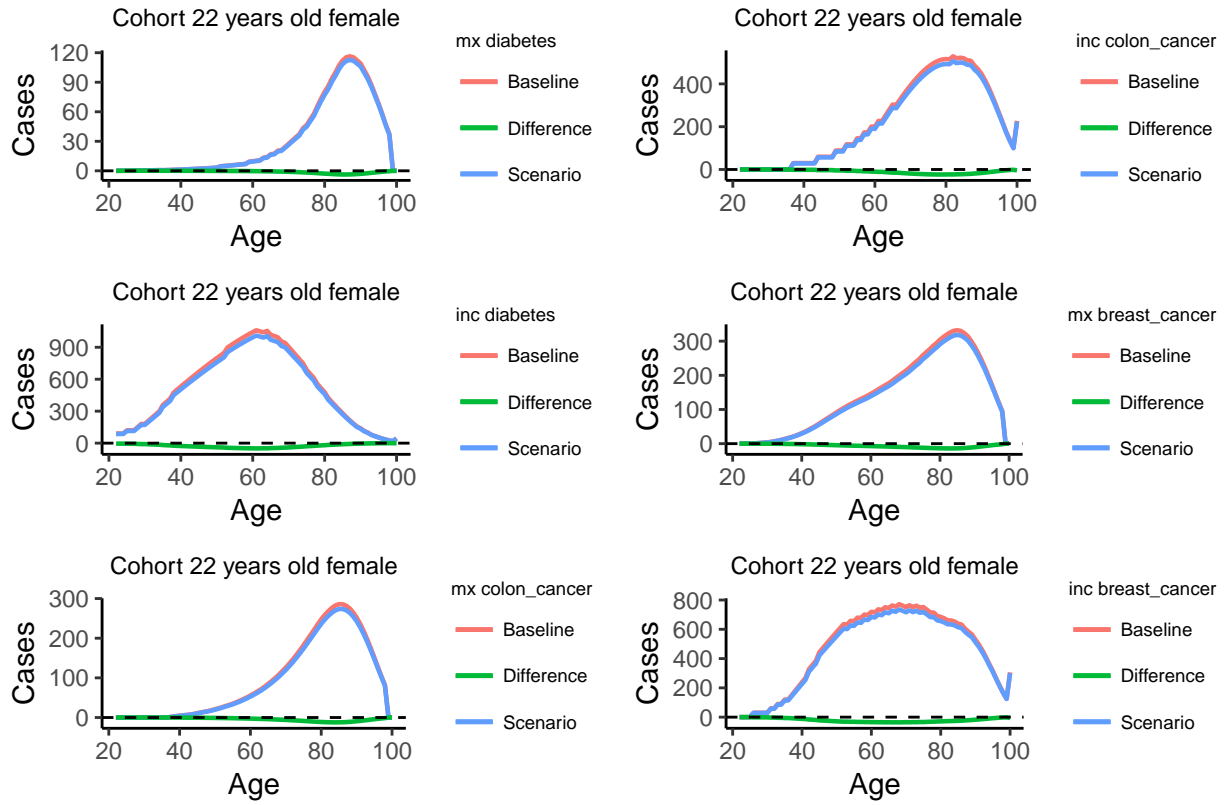 Cohort 22 years old female
mx diabetes
120
90
60
30
0
Cases
Baseline
Difference
Scenario
20 40 60 80 100
Age
Cohort 22 years old female
inc colon_cancer
400
200
0
Cases
Baseline
Difference
Scenario
20 40 60 80 100
Age
Cohort 22 years old female
inc diabetes
900
600
300
0
Cases
Baseline
Difference
Scenario
20 40 60 80 100
Age
Cohort 22 years old female
mx breast_cancer
300
200
100
0
Cases
Baseline
Difference
Scenario
20 40 60 80 100
Age
Cohort 22 years old female
mx colon_cancer
300
200
100
0
Cases
Baseline
Difference
Scenario
20 40 60 80 100
Age
Cohort 22 years old female
inc breast_cancer
800
600
400
200
0
Cases
Baseline
Difference
Scenario
20 40 60 80 100
Age